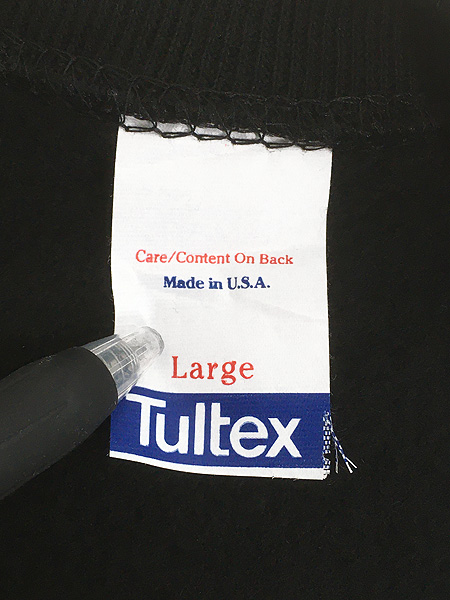 Care/Content On Back
Made in U.S.A.
Large
Tultex